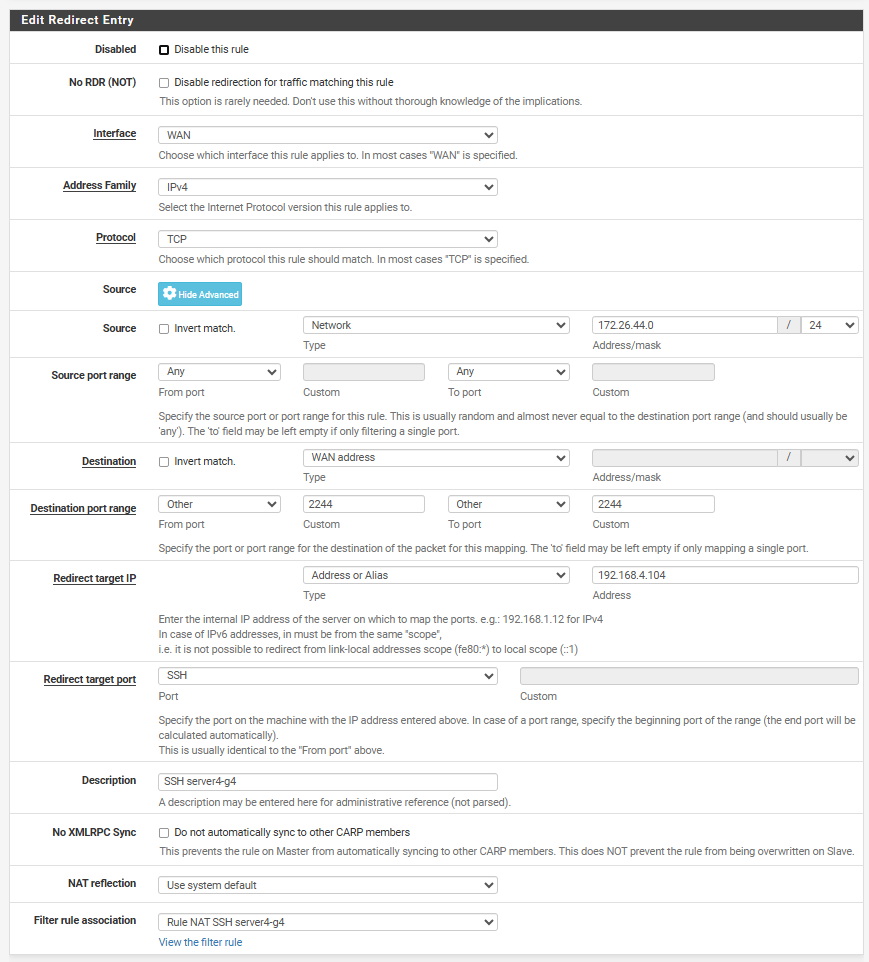 Edit Redirect Entry
Disabled
Disable this rule
No RDR (NOT)
Disable redirection for traffic matching this rule
This option is rarely needed. Don't use this without thorough knowledge of the implications.
Interface
WAN
Choose which interface this rule applies to. In most cases "WAN" is specified.
Address Family
IPv4
Select the Internet Protocol version this rule applies to.
Protocol
TCP
Choose which protocol this rule should match. In most cases "TCP" is specified.
Source
Hide Advanced
Source
Invert match.
Network
172.26.44.0
/
24
Type
Address/mask
Source port range
Any
Any
From port
Custom
To port
Custom
Specify the source port or port range for this rule. This is usually random and almost never equal to the destination port range (and should usually be
'any'). The 'to' field may be left empty if only filtering a single port.
Destination
Invert match.
WAN address
/
Type
Address/mask
Destination port range
Other
2244
Other
2244
From port
Custom
To port
Custom
Specify the port or port range for the destination of the packet for this mapping. The 'to' field may be left empty if only mapping a single port.
Redirect target IP
Address or Alias
192.168.4.104
Type
Address
Enter the internal IP address of the server on which to map the ports. e.g.: 192.168.1.12 for IPv4
In case of IPv6 addresses, in must be from the same "scope",
i.e. it is not possible to redirect from link-local addresses scope (fe80:*) to local scope (::1)
Redirect target port
SSH
Port
Custom
Specify the port on the machine with the IP address entered above. In case of a port range, specify the beginning port of the range (the end port will be
calculated automatically).
This is usually identical to the "From port" above.
Description
SSH server4-g4
A description may be entered here for administrative reference (not parsed).
No XMLRPC Sync
Do not automatically sync to other CARP members
This prevents the rule on Master from automatically syncing to other CARP members. This does NOT prevent the rule from being overwritten on Slave.
NAT reflection
Use system default
Filter rule association
Rule NAT SSH server4-g4
View the filter rule